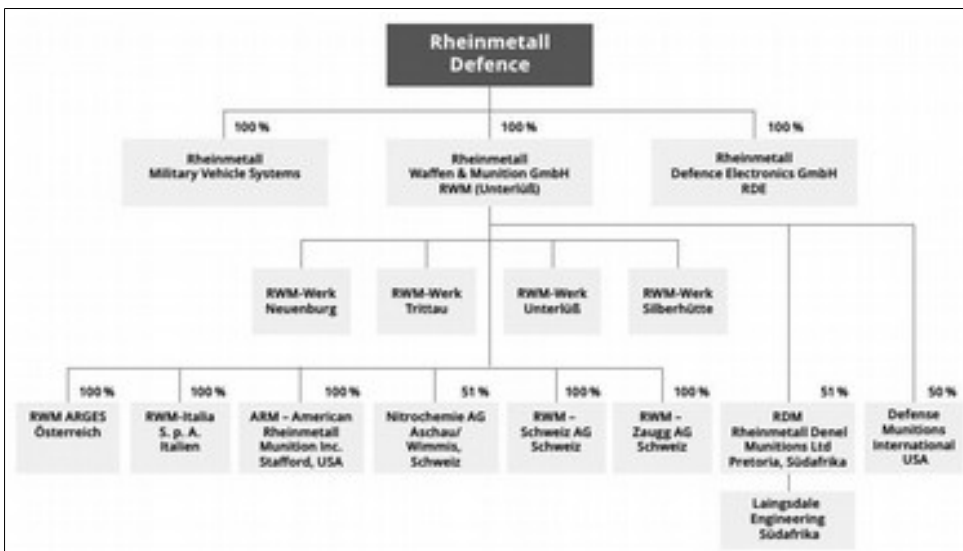 Rheinmetall
Defence
100 %
100 %
100 %
Rheinmetall
Military Vehicle Systems
Rheinmetall
Waffen & Munition GmbH
RWM (Unterlüß)
Rheinmetall
Defence Electronics GmbH
RDE
RWM-Werk
Neuenburg
RWM-Werk
Trittau
RWM-Werk
Unterlüß
RWM-Werk
Silberhütte
100 %
100 %
100 %
51 %
100 %
100 %
51 %
50 %
RWM ARGES
Österreich
RWM-Italia
S. p. A.
Italien
ARM – American
Rheinmetall
Munition Inc.
Stafford, USA
Nitrochemie AG
Aschau/
Wimmis,
Schweiz
RWM –
Schweiz AG
Schweiz
RWM –
Zaugg AG
Schweiz
RDM
Rheinmetall Denel
Munitions Ltd
Pretoria, Südafrika
Defense
Munitions
International
USA
Laingsdale
Engineering
Südafrika